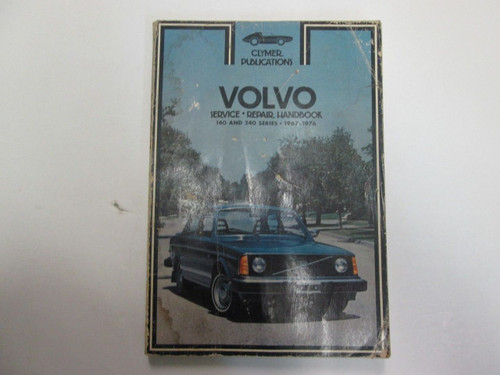 CLYMER
PUBLICATIONS
VOLVO
SERVICE • REPAIR, HANDBOOK
140 AND 240 SERIES • 1967-1976